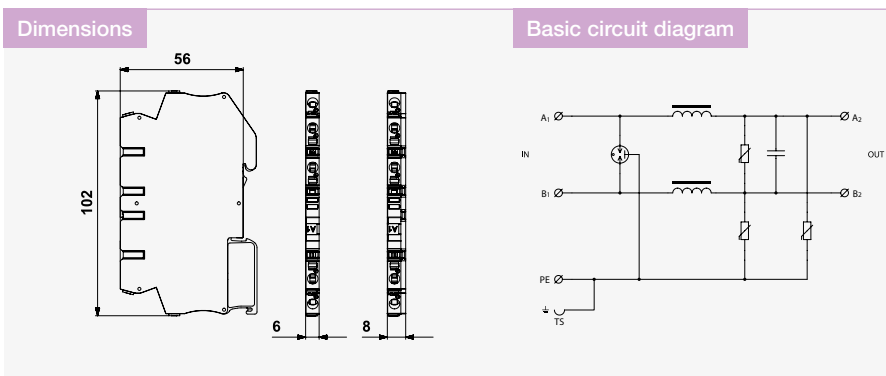 Dimensions
Basic circuit diagram
56
102
6
8
A1
A2
IN
OUT
B1
B2
PE
TS